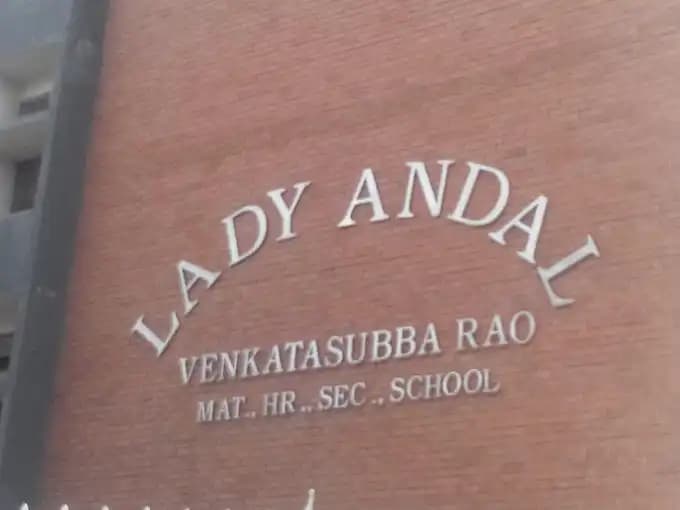 LADY ANDAL
VENKATASUBBA RAO
MAT., HR., SEC., SCHOOL